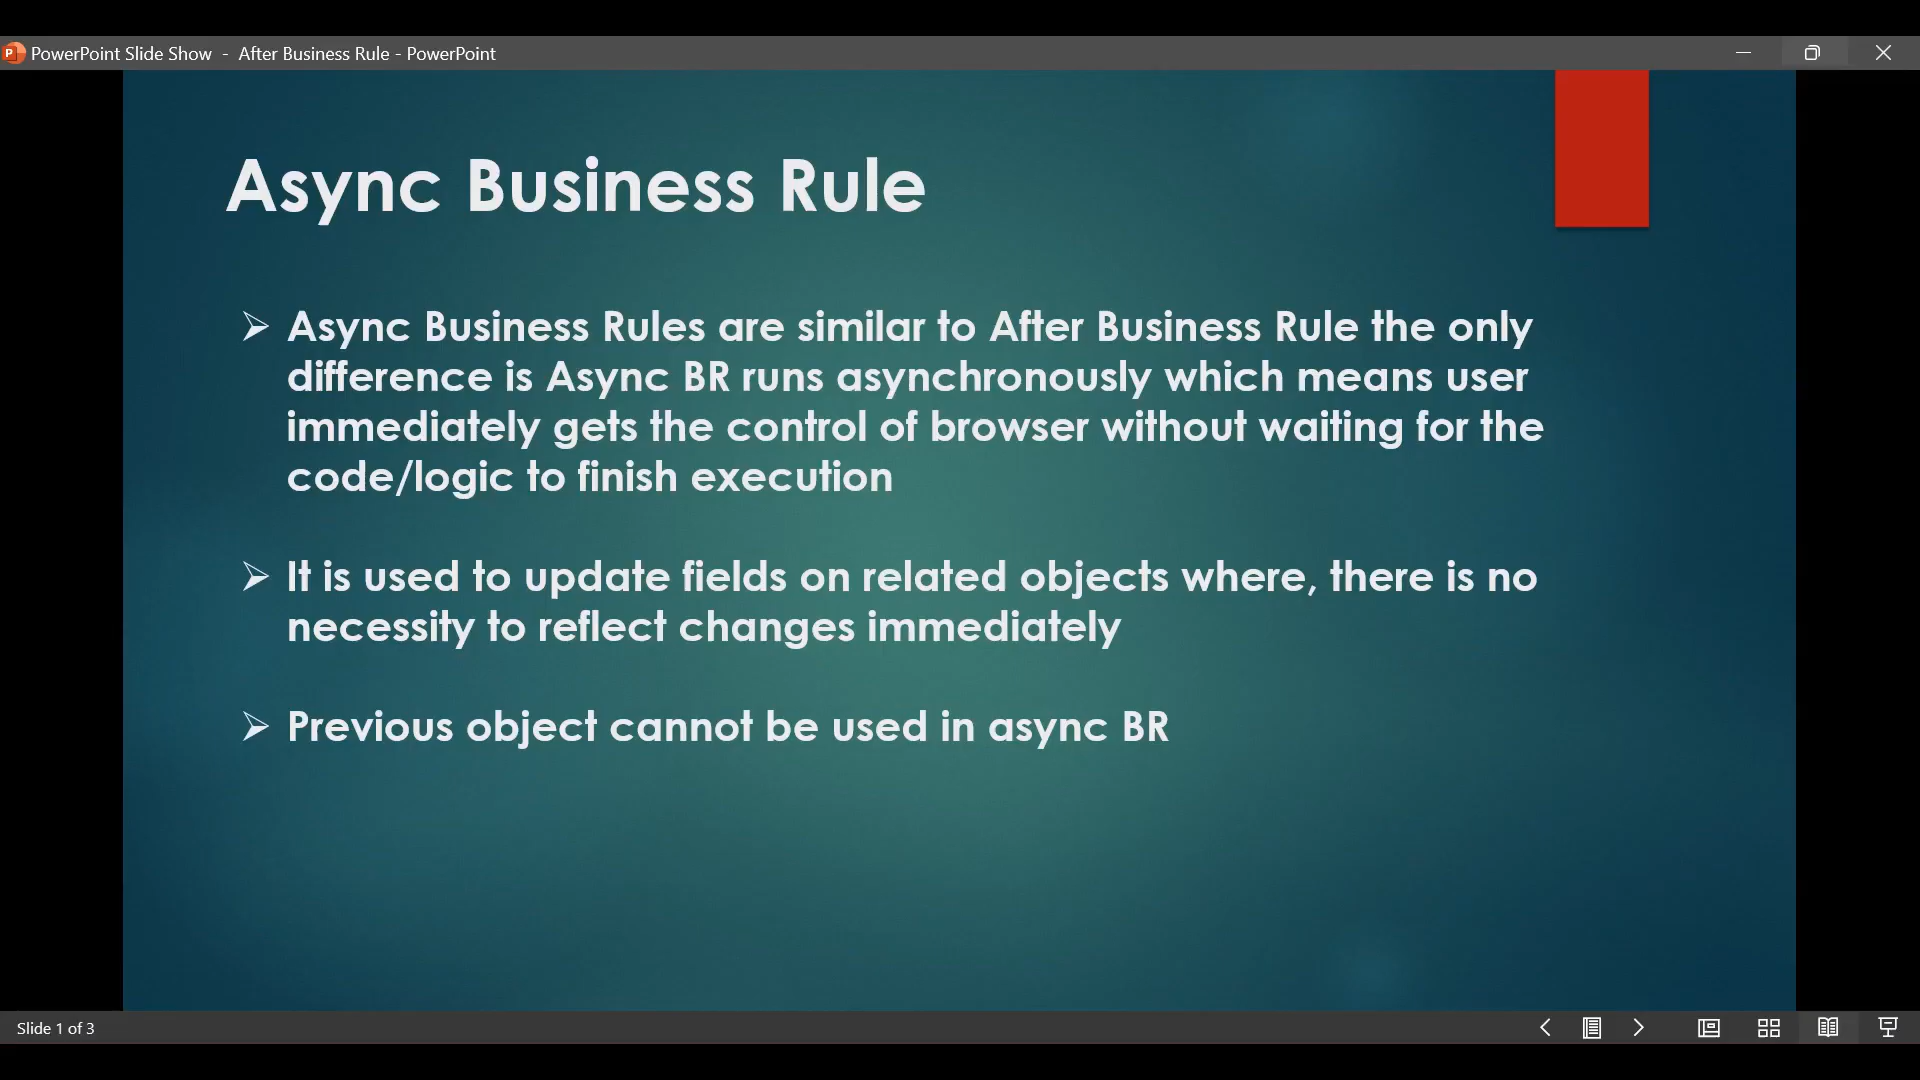 PowerPoint Slide Show - After Business Rule - PowerPoint
Async Business Rule
➢ Async Business Rules are similar to After Business Rule the only
difference is Async BR runs asynchronously which means user
immediately gets the control of browser without waiting for the
code/logic to finish execution
➢ It is used to update fields on related objects where, there is no
necessity to reflect changes immediately
➢ Previous object cannot be used in async BR
Slide 1 of 3